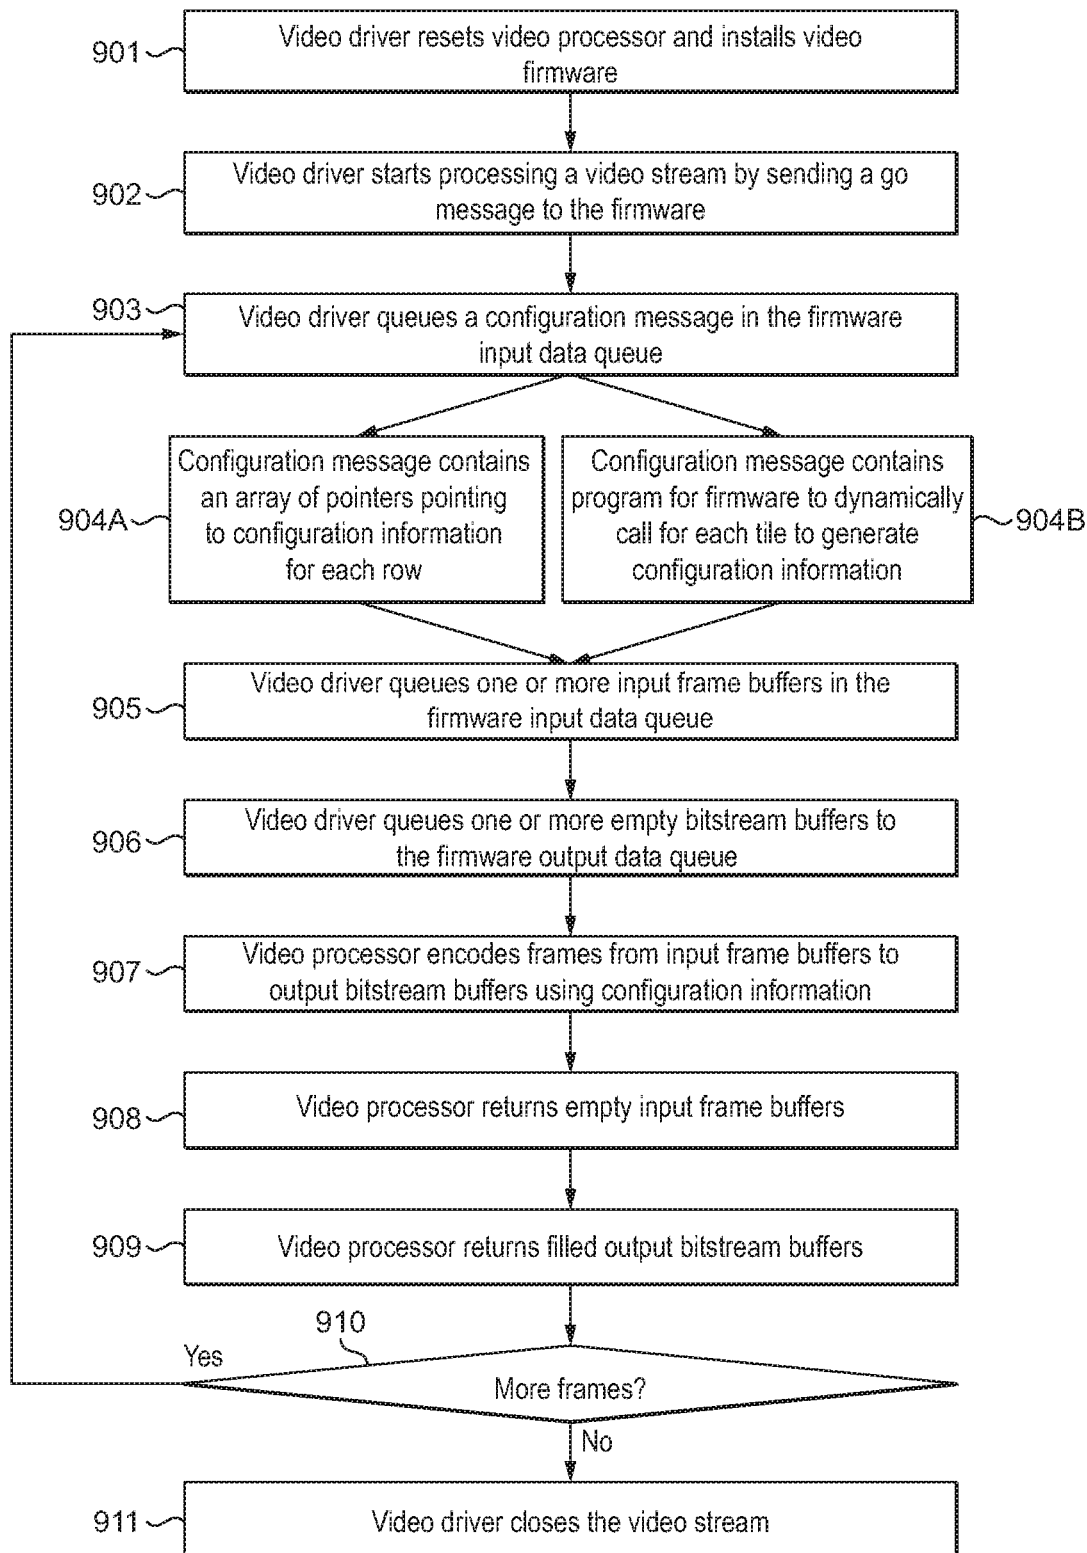 901
Video driver resets video processor and installs video
firmware
902
Video driver starts processing a video stream by sending a go
message to the firmware
903
Video driver queues a configuration message in the firmware
input data queue
904A
Configuration message contains
an array of pointers pointing
to configuration information
for each row
Configuration message contains
program for firmware to dynamically
call for each tile to generate
configuration information
904B
905
Video driver queues one or more input frame buffers in the
firmware input data queue
906
Video driver queues one or more empty bitstream buffers to
the firmware output data queue
907
Video processor encodes frames from input frame buffers to
output bitstream buffers using configuration information
908
Video processor returns empty input frame buffers
909
Video processor returns filled output bitstream buffers
910
Yes
More frames?
No
911
Video driver closes the video stream